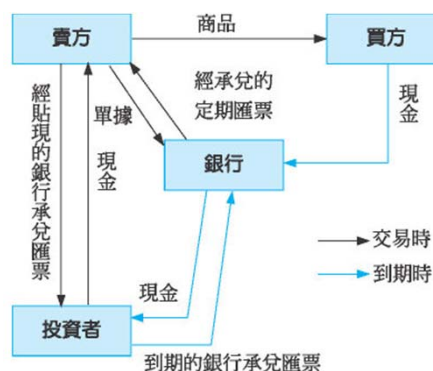 商品
賣方
買方
經承兌的
定期匯票
單據
現金
現金
經貼現的銀行承兌匯票
銀行
交易時
到期時
現金
投資者
到期的銀行承兌匯票